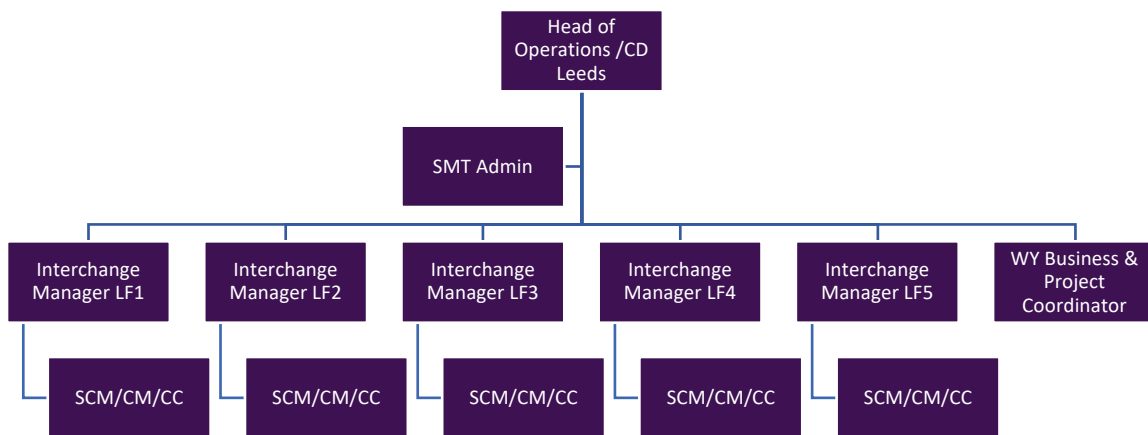 Head of
Operations /CD
Leeds
SMT Admin
Interchange
Manager LF1
Interchange
Manager LF2
Interchange
Manager LF3
Interchange
Manager LF4
Interchange
Manager LF5
WY Business &
Project
Coordinator
SCM/CM/CC
SCM/CM/CC
SCM/CM/CC
SCM/CM/CC
SCM/CM/CC